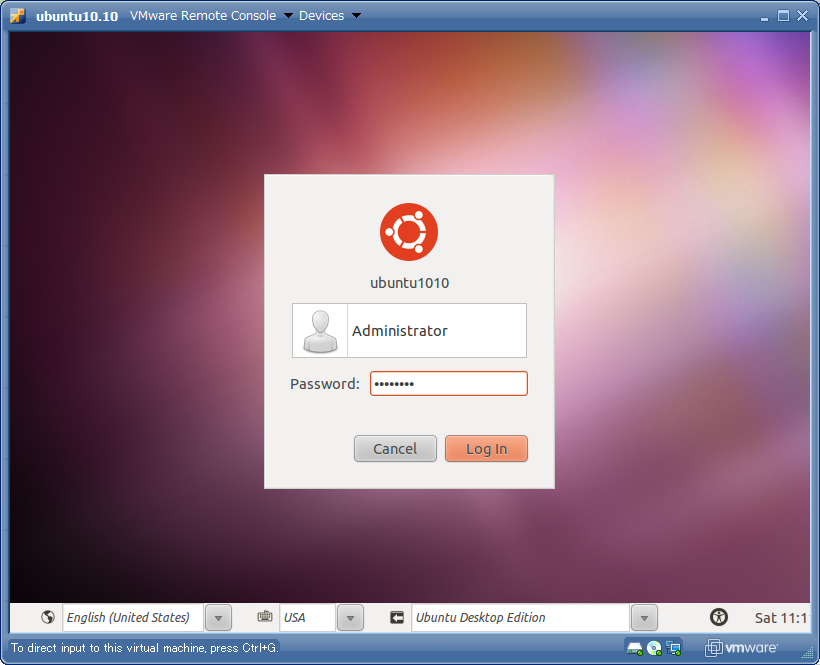 ubuntu10.10 VMware Remote Console Devices
ubuntu1010
Administrator
Password: ••••••••
Cancel Log In
English (United States) USA Ubuntu Desktop Edition Sat 11:1
To direct input to this virtual machine, press Ctrl+G. vmware